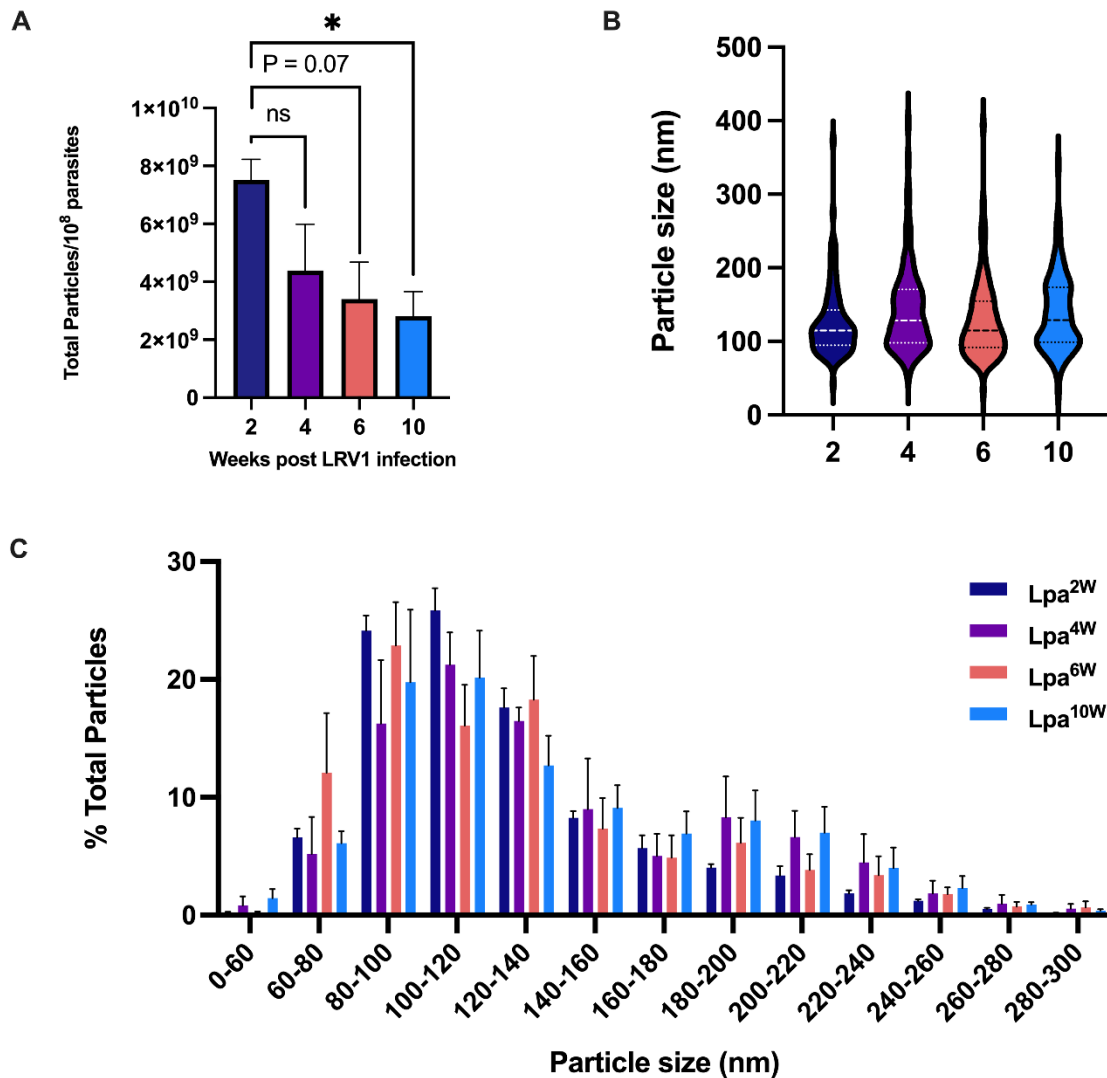 A
*
P = 0.07
ns
1×10¹⁰
8×10⁹
6×10⁹
4×10⁹
2×10⁹
0
Total Particles/10⁸ parasites
2 4 6 10
Weeks post LRV1 infection
B
500
400
300
200
100
0
Particle size (nm)
2 4 6 10
C
30
20
10
0
% Total Particles
Lpa²ᵂ
Lpa⁴ᵂ
Lpa⁶ᵂ
Lpa¹⁰ᵂ
0-60
60-80
80-100
100-120
120-140
140-160
160-180
180-200
200-220
220-240
240-260
260-280
280-300
Particle size (nm)